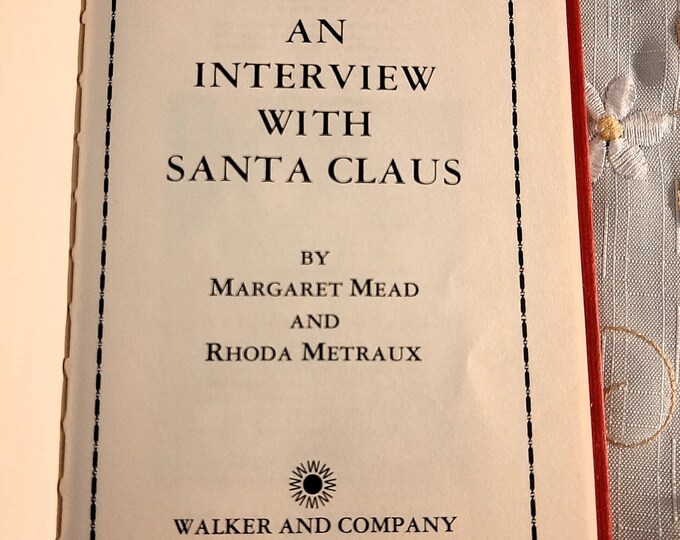 AN
INTERVIEW
WITH
SANTA CLAUS
BY
MARGARET MEAD
AND
RHODA METRAUX
WALKER AND COMPANY